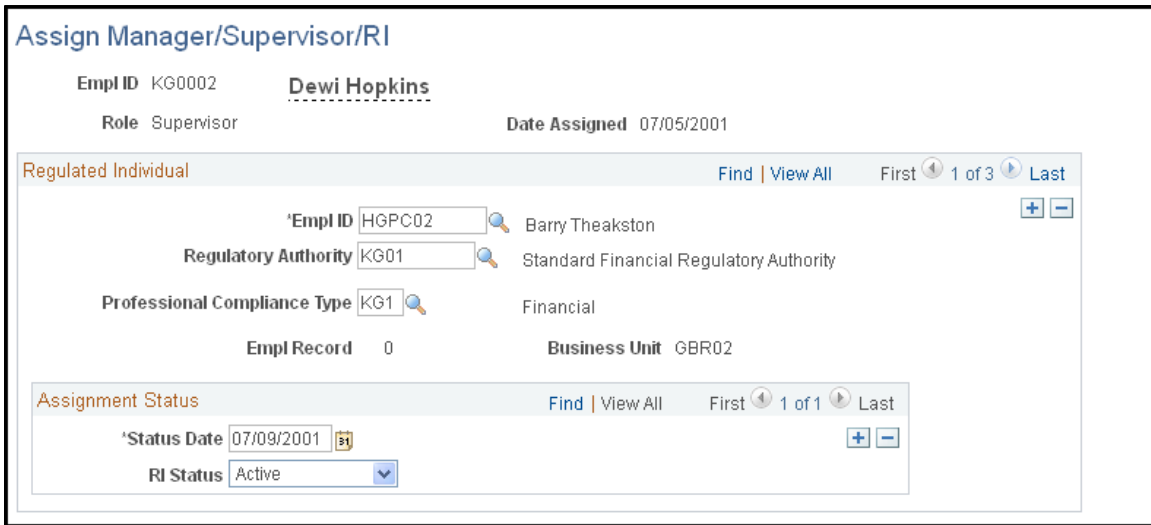 Assign Manager/Supervisor/RI
Empl ID KG0002 Dewi Hopkins
Role Supervisor Date Assigned 07/05/2001
Regulated Individual Find | View All First 1 of 3 Last
*Empl ID HGPC02 Barry Theakston
Regulatory Authority KG01 Standard Financial Regulatory Authority
Professional Compliance Type KG1 Financial
Empl Record 0 Business Unit GBR02
Assignment Status Find | View All First 1 of 1 Last
*Status Date 07/09/2001 31
RI Status Active